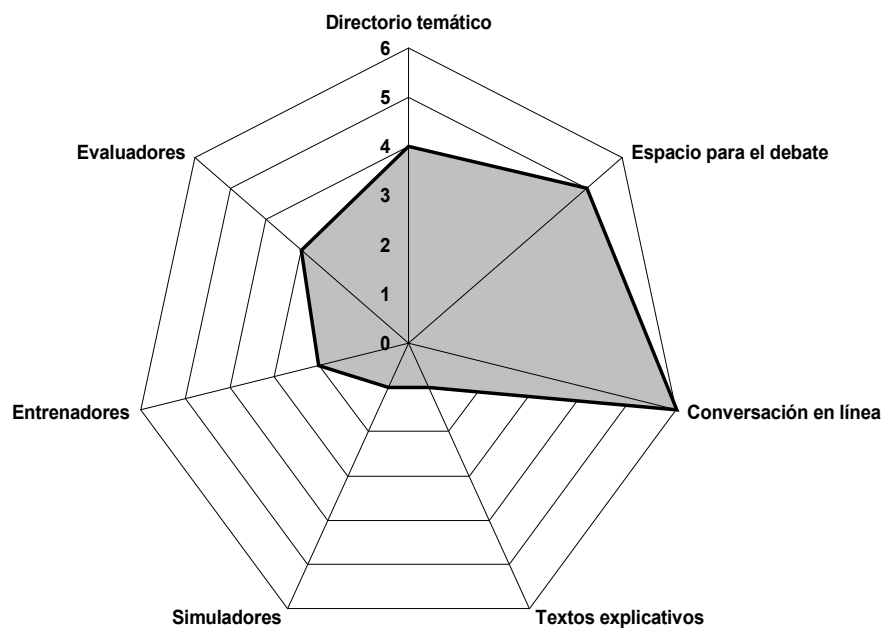 Directorio temático
6
5
Evaluadores
Espacio para el debate
4
3
2
1
0
Entrenadores
Conversación en línea
Simuladores
Textos explicativos